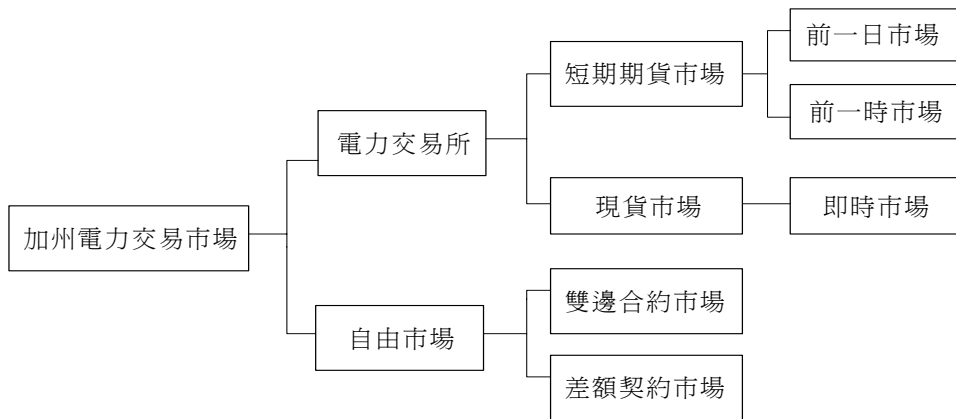 前一日市場
短期期貨市場
前一時市場
電力交易所
現貨市場
即時市場
加州電力交易市場
雙邊合約市場
自由市場
差額契約市場